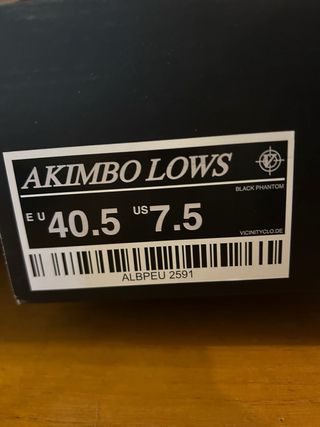 AKIMBO LOWS
BLACK PHANTOM
EU 40.5 US 7.5
VICINITYCLO.DE
ALBPEU 2591